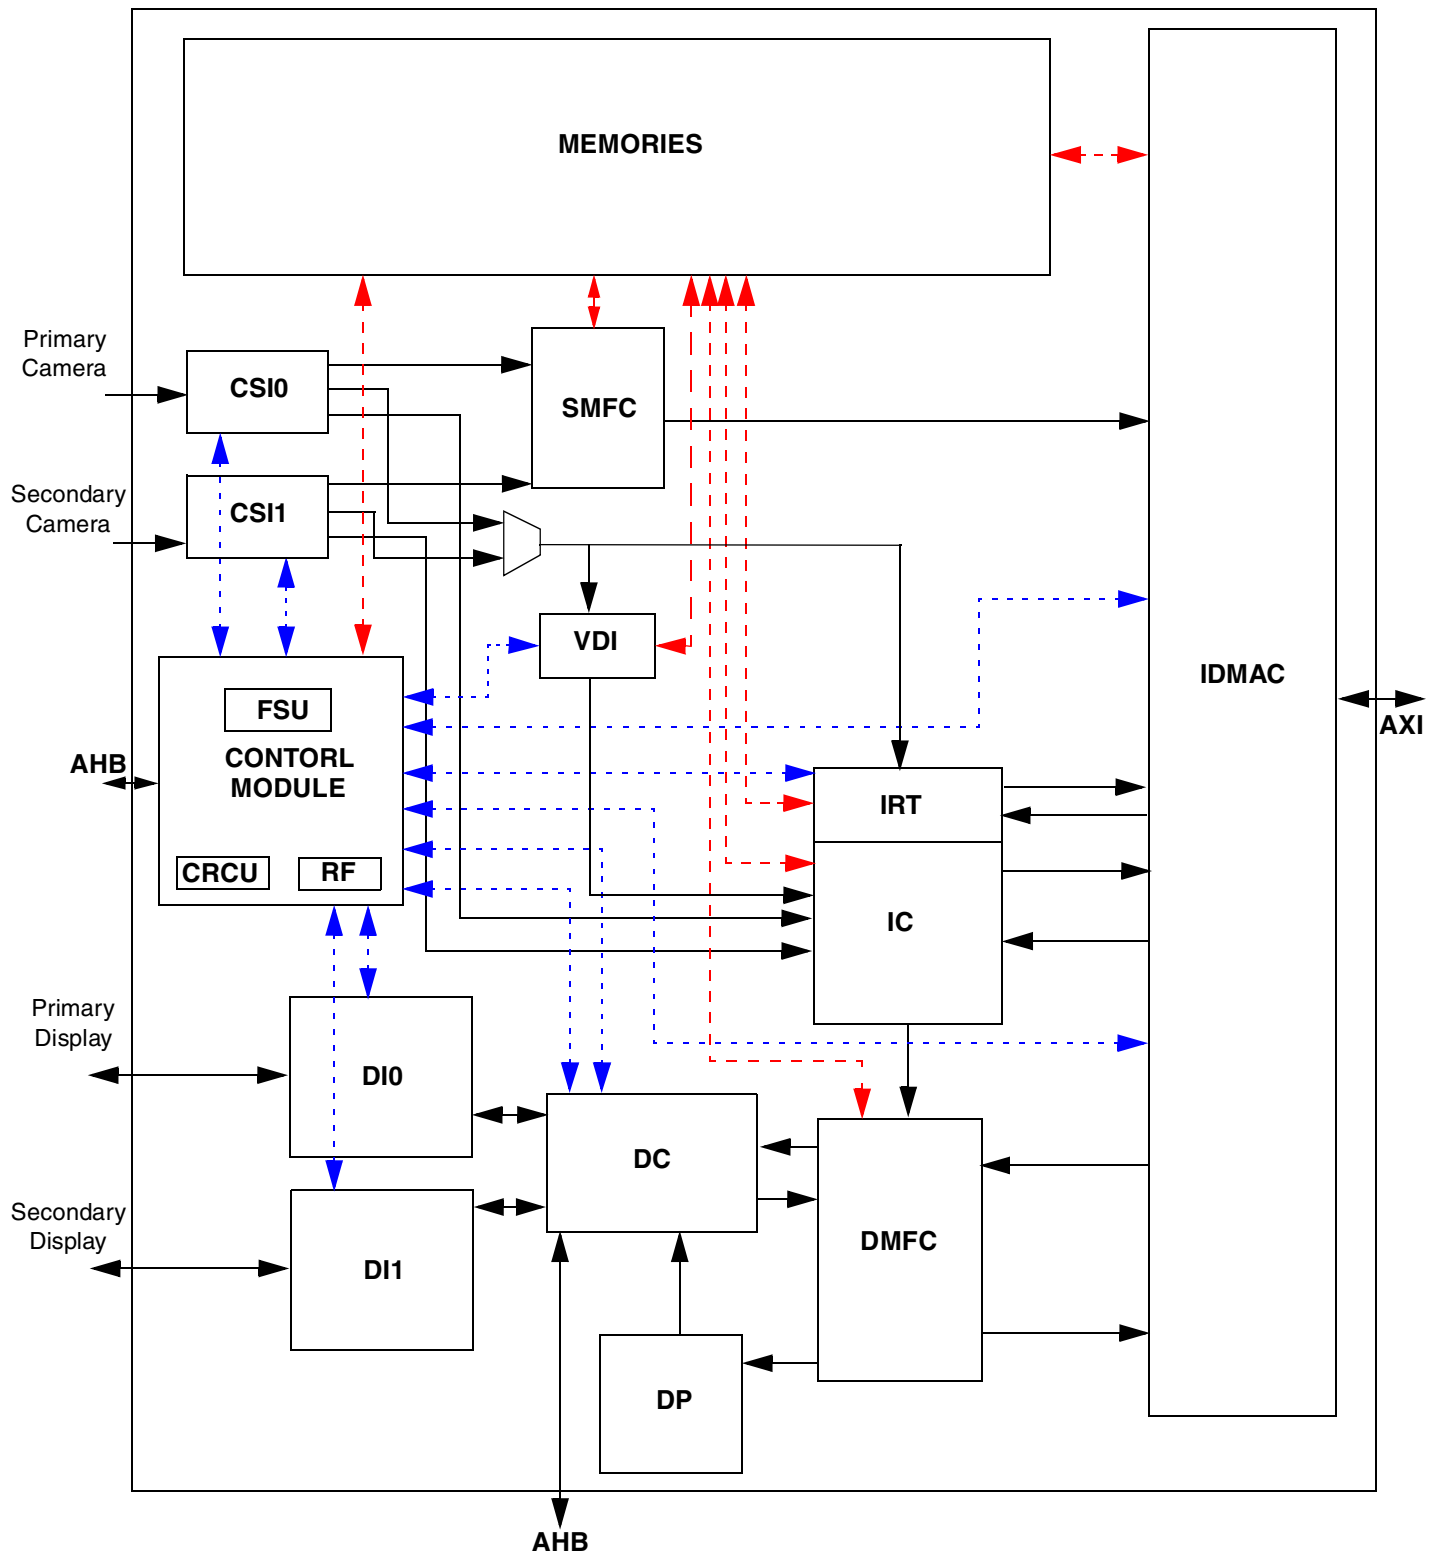 MEMORIES
Primary
Camera
CSI0
SMFC
Secondary
Camera
CSI1
VDI
IDMAC
AXI
FSU
CONTORL
MODULE
AHB
CRCU
RF
IRT
IC
Primary
Display
DI0
DC
Secondary
Display
DI1
DMFC
DP
AHB